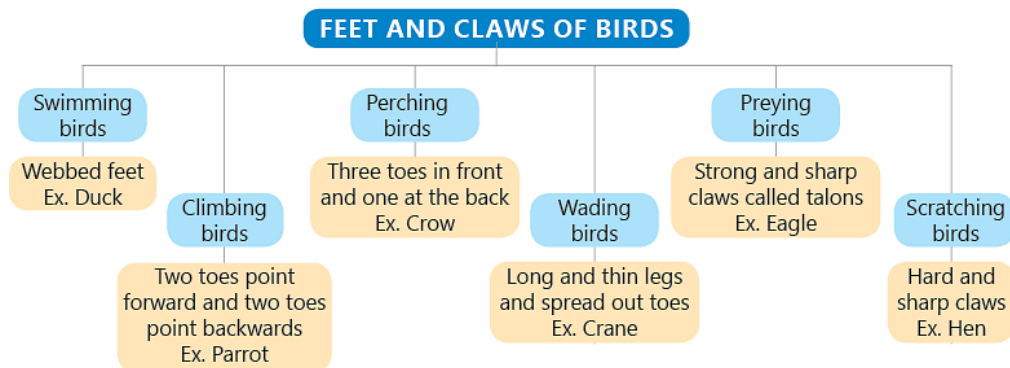 FEET AND CLAWS OF BIRDS
Swimming
birds
Webbed feet
Ex. Duck
Climbing
birds
Two toes point
forward and two toes
point backwards
Ex. Parrot
Perching
birds
Three toes in front
and one at the back
Ex. Crow
Wading
birds
Long and thin legs
and spread out toes
Ex. Crane
Preying
birds
Strong and sharp
claws called talons
Ex. Eagle
Scratching
birds
Hard and
sharp claws
Ex. Hen